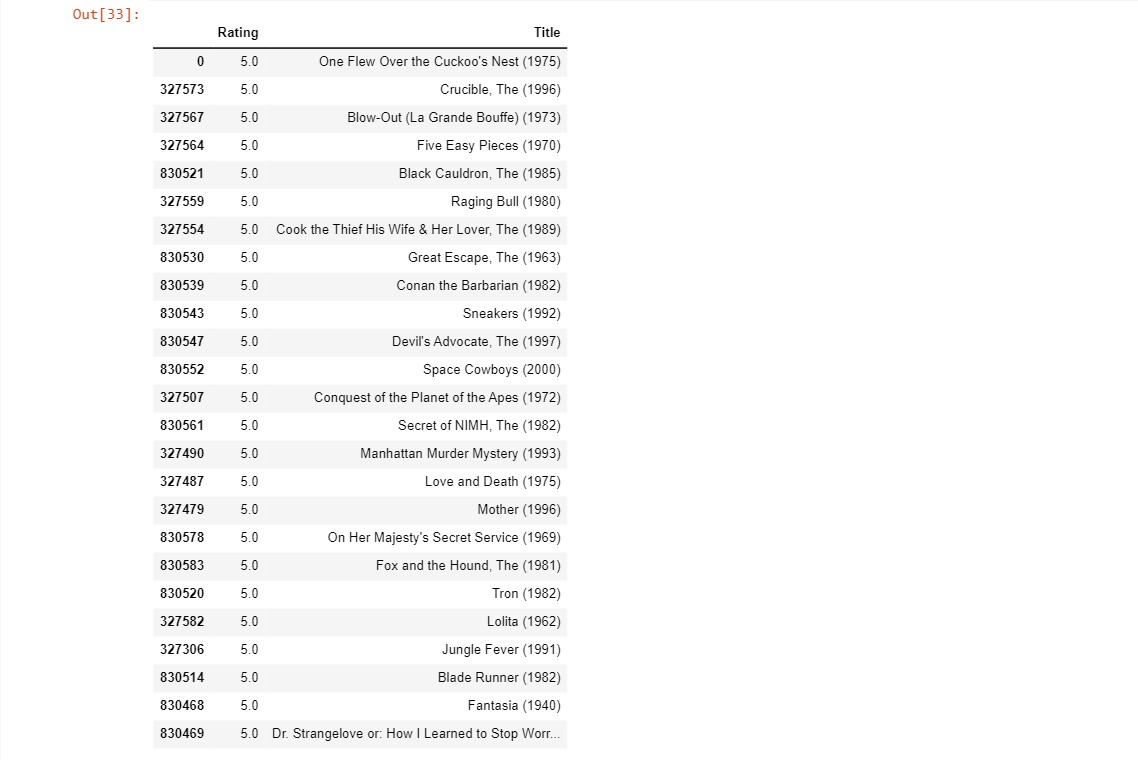 Out[33]:
Rating Title
0 5.0 One Flew Over the Cuckoo's Nest (1975)
327573 5.0 Crucible, The (1996)
327567 5.0 Blow-Out (La Grande Bouffe) (1973)
327564 5.0 Five Easy Pieces (1970)
830521 5.0 Black Cauldron, The (1985)
327559 5.0 Raging Bull (1980)
327554 5.0 Cook the Thief His Wife & Her Lover, The (1989)
830530 5.0 Great Escape, The (1963)
830539 5.0 Conan the Barbarian (1982)
830543 5.0 Sneakers (1992)
830547 5.0 Devil's Advocate, The (1997)
830552 5.0 Space Cowboys (2000)
327507 5.0 Conquest of the Planet of the Apes (1972)
830561 5.0 Secret of NIMH, The (1982)
327490 5.0 Manhattan Murder Mystery (1993)
327487 5.0 Love and Death (1975)
327479 5.0 Mother (1996)
830578 5.0 On Her Majesty's Secret Service (1969)
830583 5.0 Fox and the Hound, The (1981)
830520 5.0 Tron (1982)
327582 5.0 Lolita (1962)
327306 5.0 Jungle Fever (1991)
830514 5.0 Blade Runner (1982)
830468 5.0 Fantasia (1940)
830469 5.0 Dr. Strangelove or: How I Learned to Stop Worr...